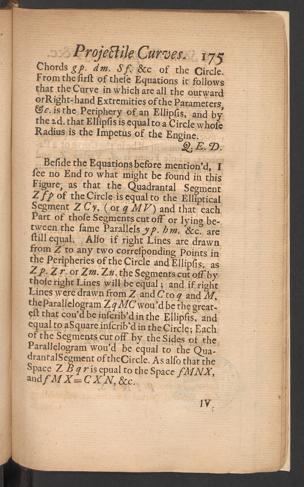 Projectile Curves. 175
Chords gp. dm. Sf. &c of the Circle.
From the first of these Equations it follows
that the Curve in which are all the outward
or Right-hand Extremities of the Parameters,
&c. is the Periphery of an Ellipsis, and by
the 2d. that Ellipsis is equal to a Circle whose
Radius is the Impetus of the Engine.
Q. E. D.
Beside the Equations before mention'd, I
see no End to what might be found in this
Figure, as that the Quadrantal Segment
Zfp of the Circle is equal to the Elliptical
Segment ZCy. (or qMV) and that each
Part of those Segments cut off or lying be-
tween the same Parallels yp. hm. &c. are
still equal. Also if right Lines are drawn
from Z to any two corresponding Points in
the Peripheries of the Circle and Ellipsis, as
Zp. Zr. or Zm. Zn. the Segments cut off by
those right Lines will be equal; and if right
Lines were drawn from Z and C to q and M,
the Parallelogram ZqMC wou'd be the great-
est that cou'd be inscrib'd in the Ellipsis, and
equal to a Square inscrib'd in the Circle; Each
of the Segments cut off by the Sides of the
Parallelogram wou'd be equal to the Qua-
drantal Segment of the Circle. As also that the
Space ZBqr is equal to the Space fMNX,
and fMX=CXN, &c.
IV.